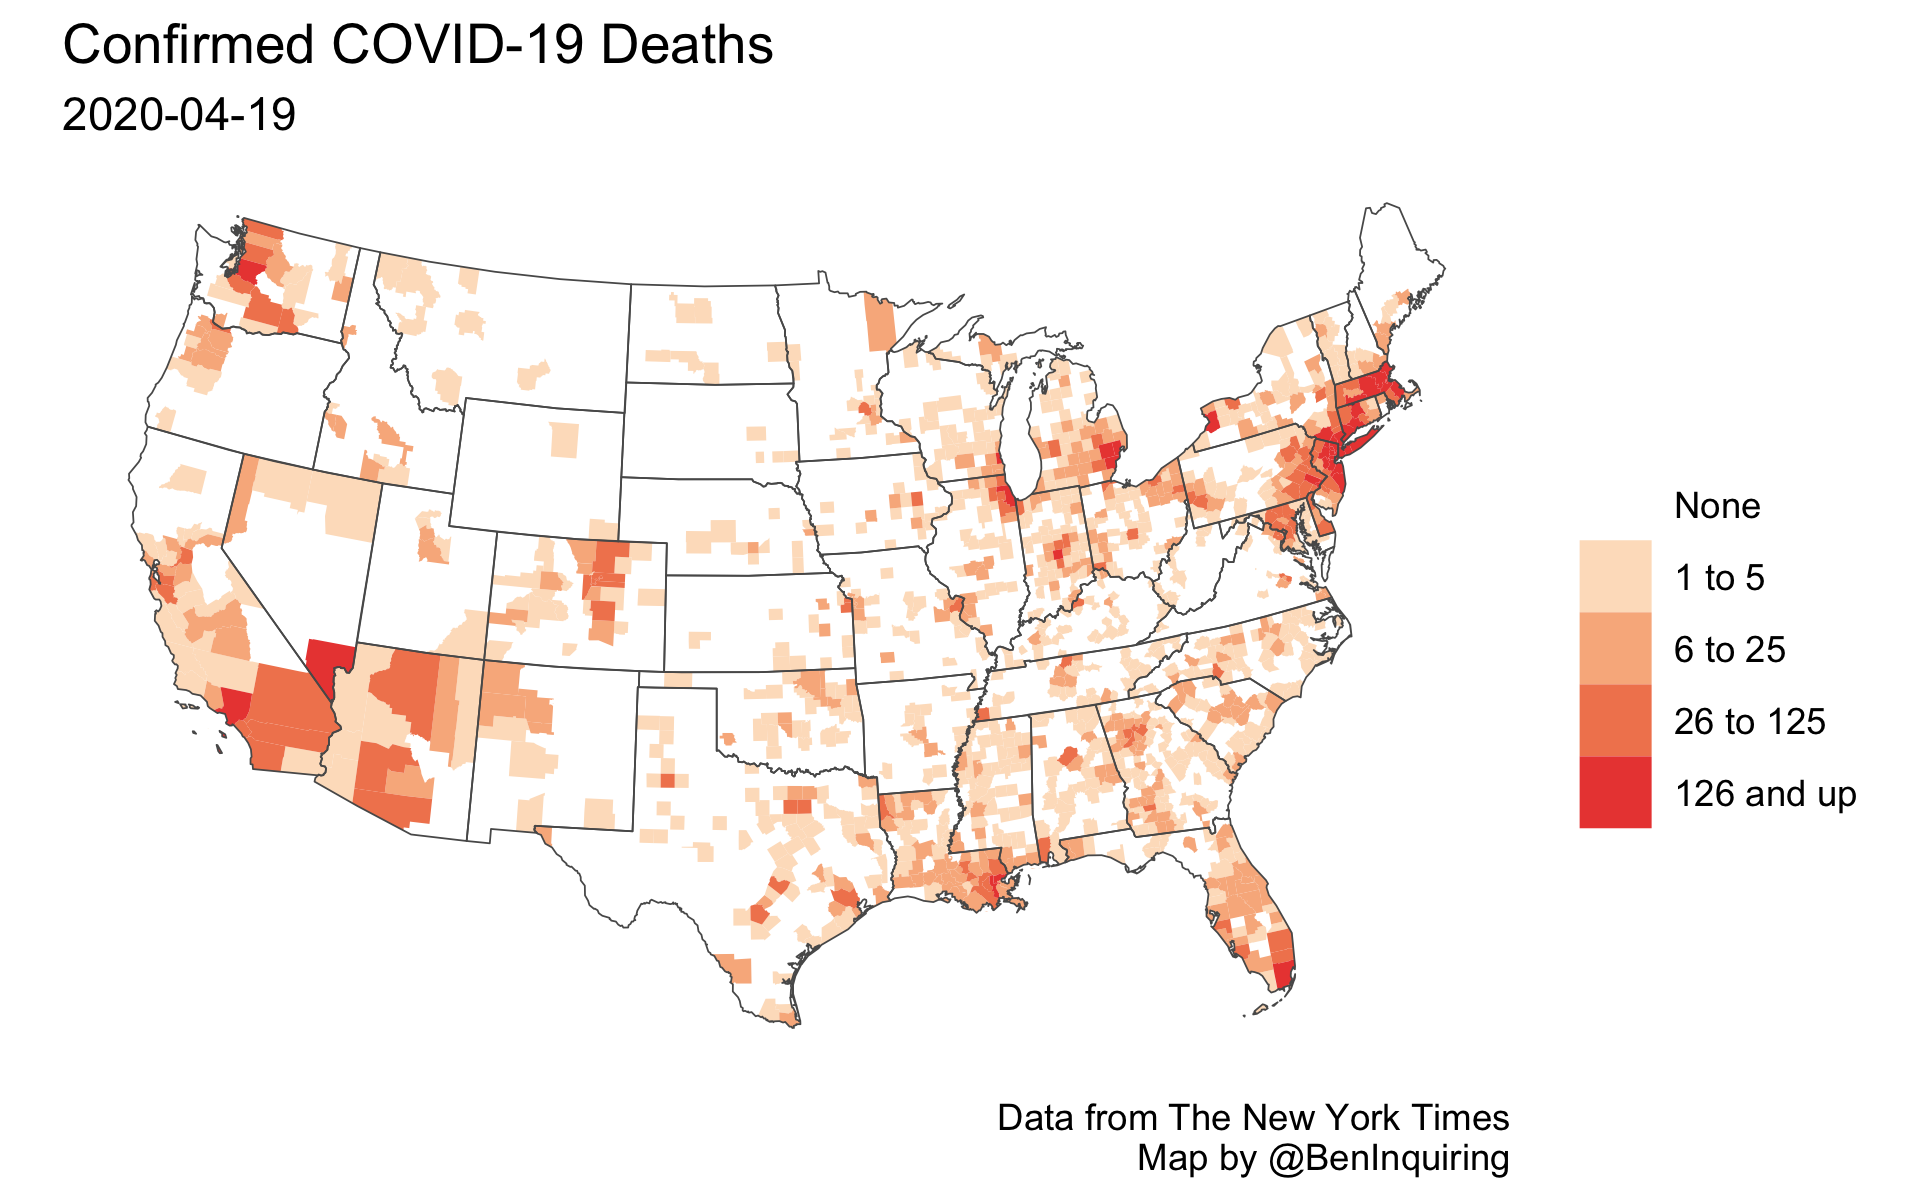 Confirmed COVID-19 Deaths
2020-04-19
None
1 to 5
6 to 25
26 to 125
126 and up
Data from The New York Times
Map by @BenInquiring